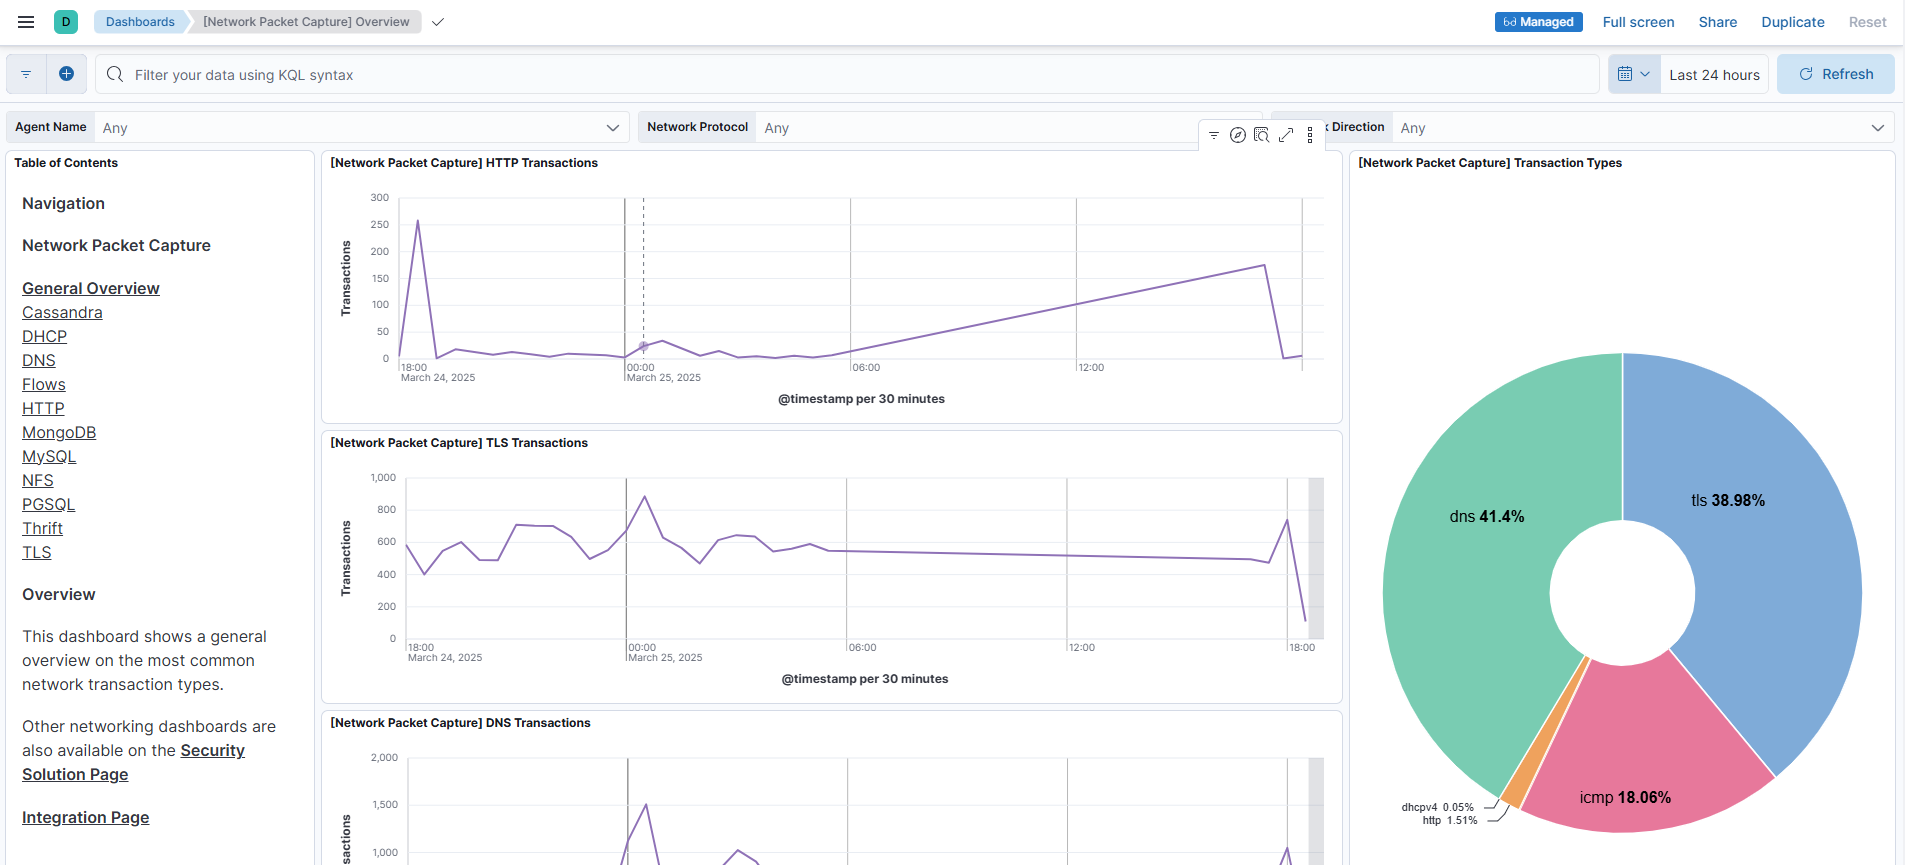 D
Dashboards
[Network Packet Capture] Overview
Managed
Full screen
Share
Duplicate
Reset
Filter your data using KQL syntax
Last 24 hours
Refresh
Agent Name
Any
Network Protocol
Any
k Direction
Any
Table of Contents
Navigation
Network Packet Capture
General Overview
Cassandra
DHCP
DNS
Flows
HTTP
MongoDB
MySQL
NFS
PGSQL
Thrift
TLS
Overview
This dashboard shows a general
overview on the most common
network transaction types.
Other networking dashboards are
also available on the Security
Solution Page
Integration Page
[Network Packet Capture] HTTP Transactions
Transactions
300
250
200
150
100
50
0
18:00
March 24, 2025
00:00
March 25, 2025
06:00
12:00
@timestamp per 30 minutes
[Network Packet Capture] TLS Transactions
Transactions
1,000
800
600
400
200
0
18:00
March 24, 2025
00:00
March 25, 2025
06:00
12:00
18:00
@timestamp per 30 minutes
[Network Packet Capture] DNS Transactions
sactions
2,000
1,500
1,000
[Network Packet Capture] Transaction Types
dns 41.4%
tls 38.98%
icmp 18.06%
dhcpv4 0.05%
http 1.51%